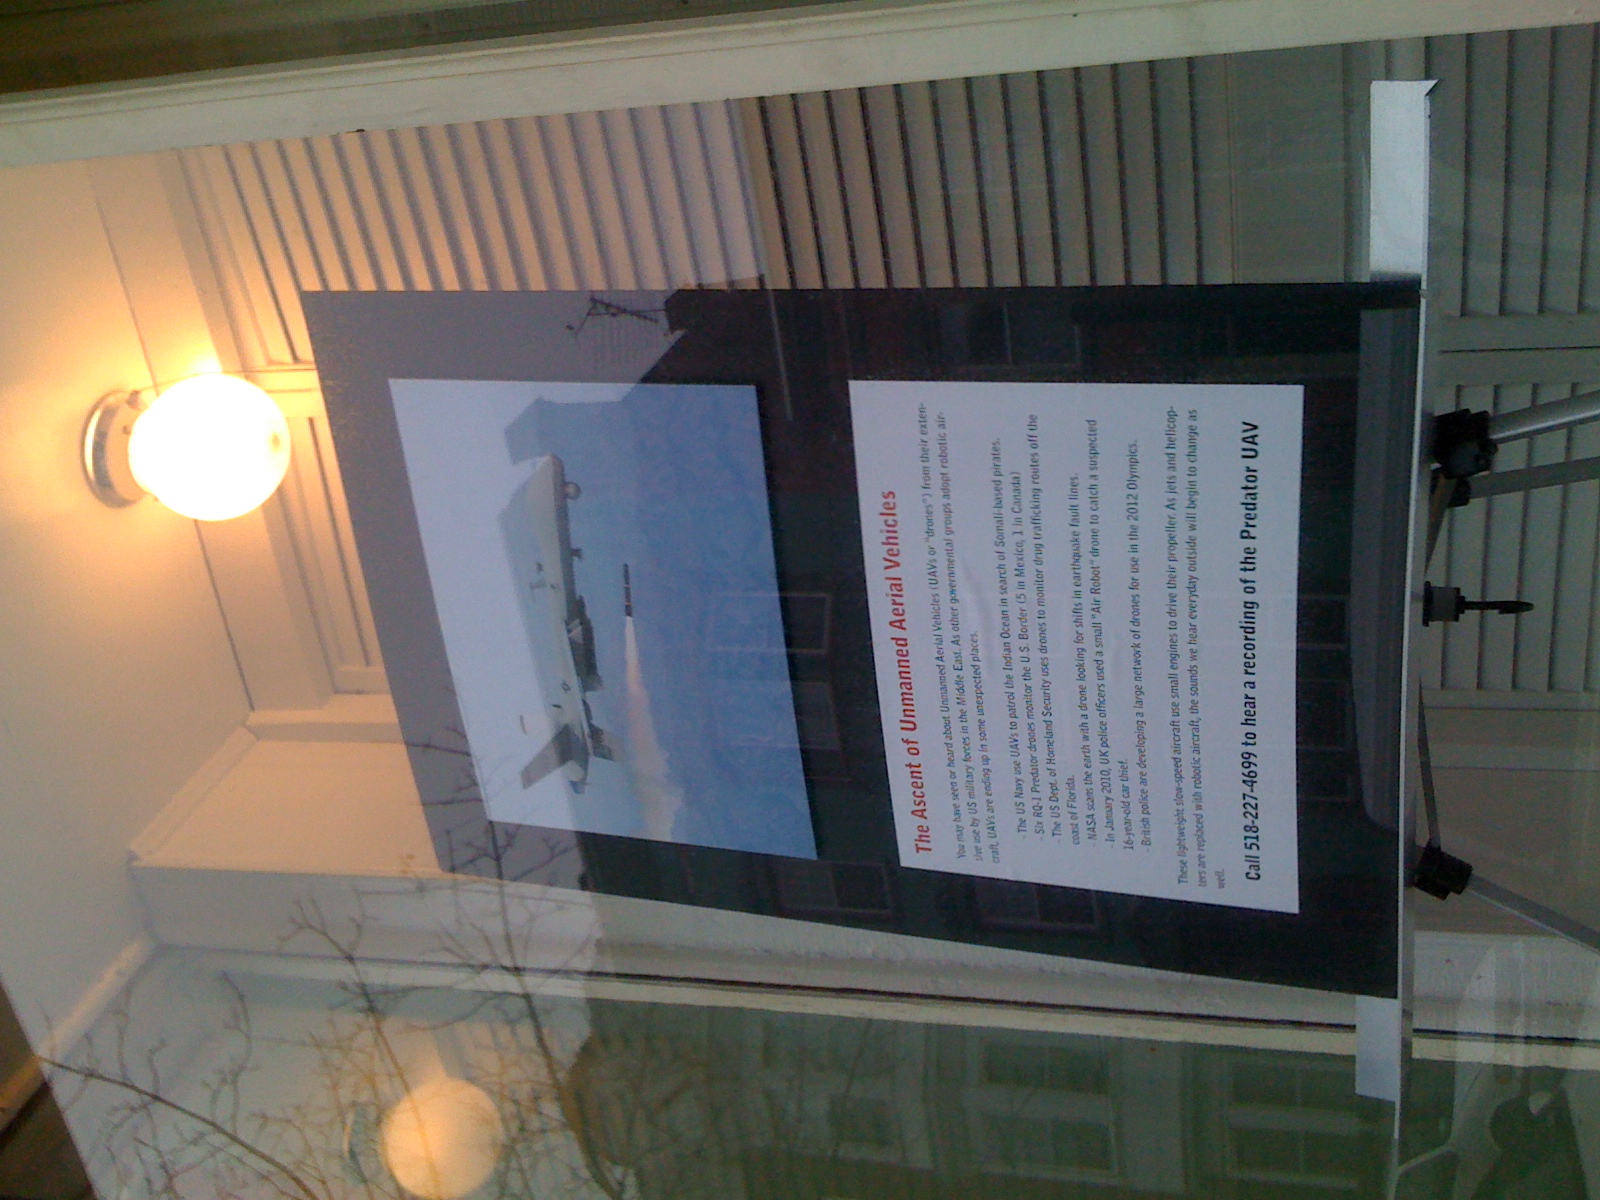 The Ascent of Unmanned Aerial Vehicles
You may have seen or heard about Unmanned Aerial Vehicles (UAVs or "drones") from their exten-
sive use by US military forces in the Middle East. As other governmental groups adopt robotic air-
craft, UAVs are ending up in some unexpected places.
- The US Navy use UAVs to patrol the Indian Ocean in search of Somali-based pirates.
- Six RQ-1 Predator drones monitor the U.S. Border (5 in Mexico, 1 in Canada)
- The US Dept. of Homeland Security uses drones to monitor drug trafficking routes off the
coast of Florida.
- NASA scans the earth with a drone looking for shifts in earthquake fault lines.
- In January 2010, UK police officers used a small "Air Robot" drone to catch a suspected
16-year-old car thief.
- British police are developing a large network of drones for use in the 2012 Olympics.
These lightweight slow-speed aircraft use small engines to drive their propeller. As jets and helicop-
ters are replaced with robotic aircraft, the sounds we hear everyday outside will begin to change as
well.
Call 518-227-4699 to hear a recording of the Predator UAV